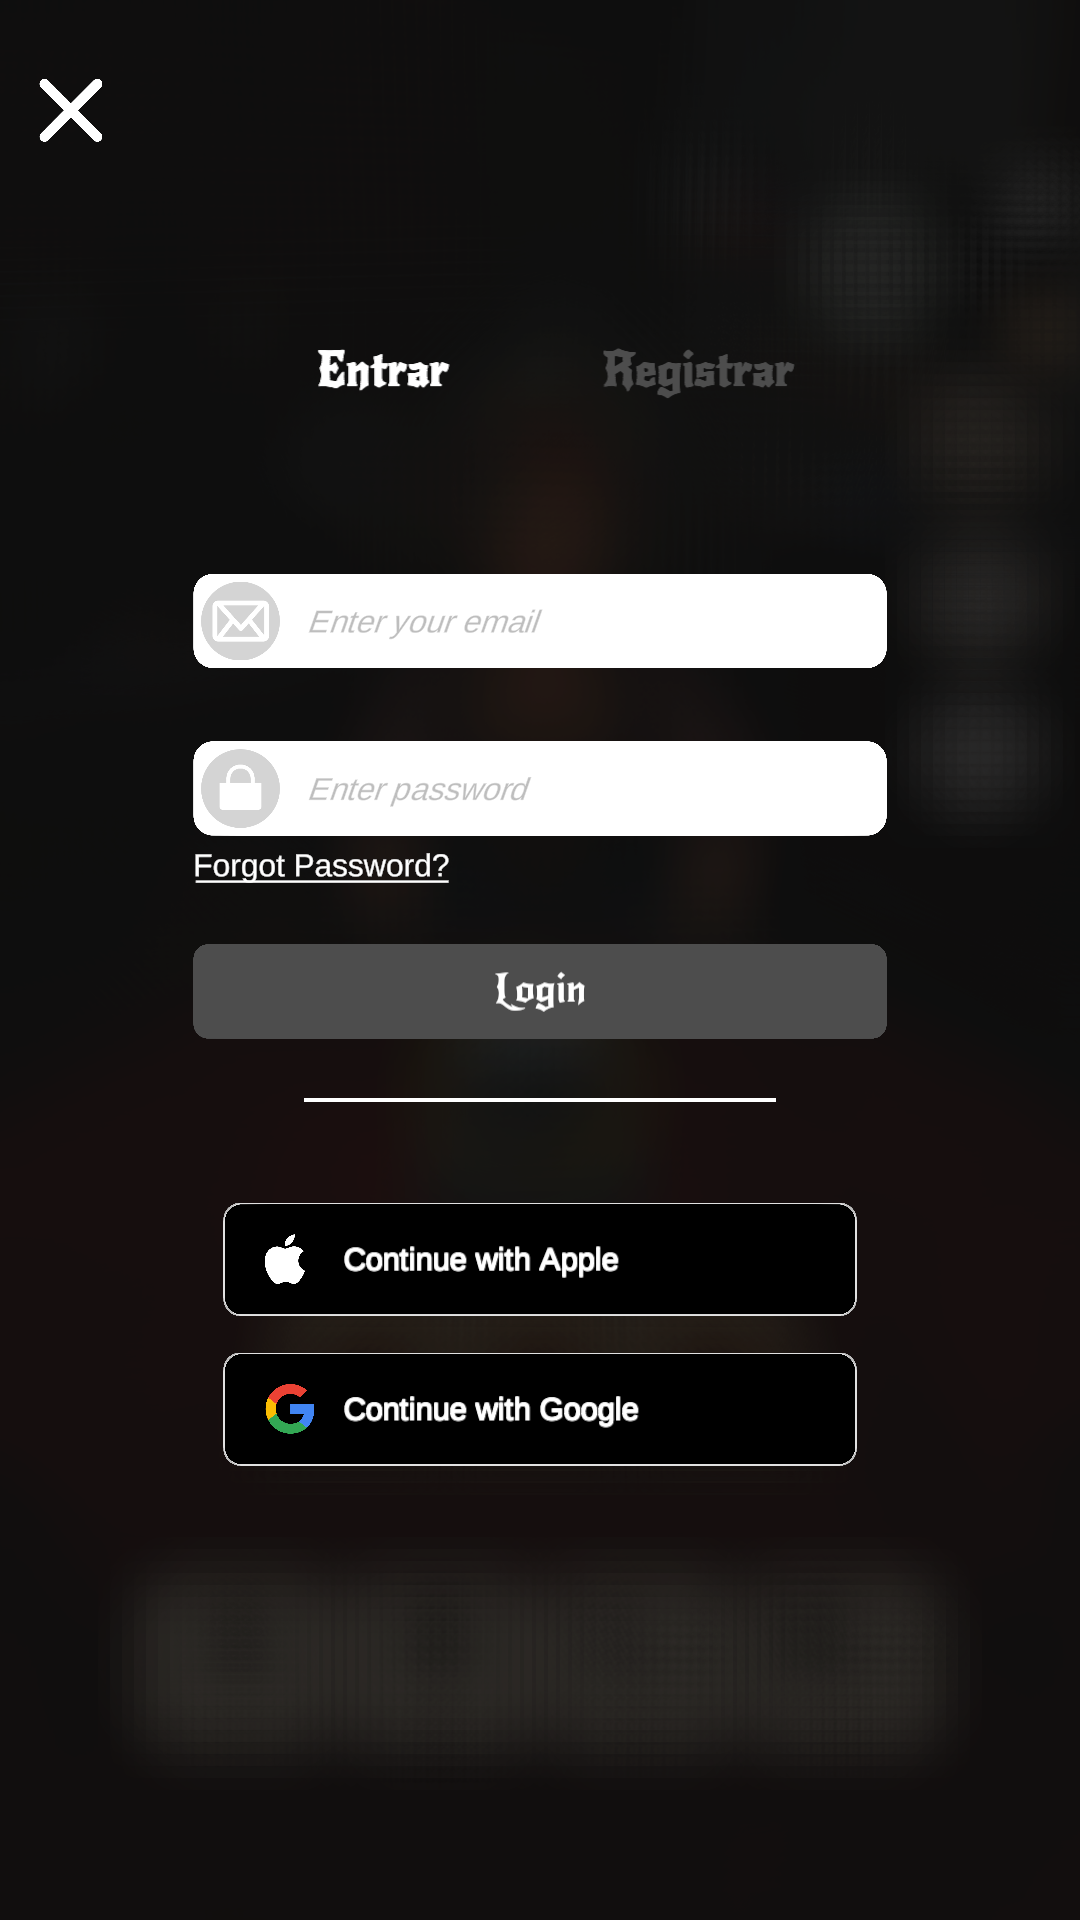 Entrar
Registrar
Enter your email
Enter password
Forgot Password?
Login
Continue with Apple
Continue with Google